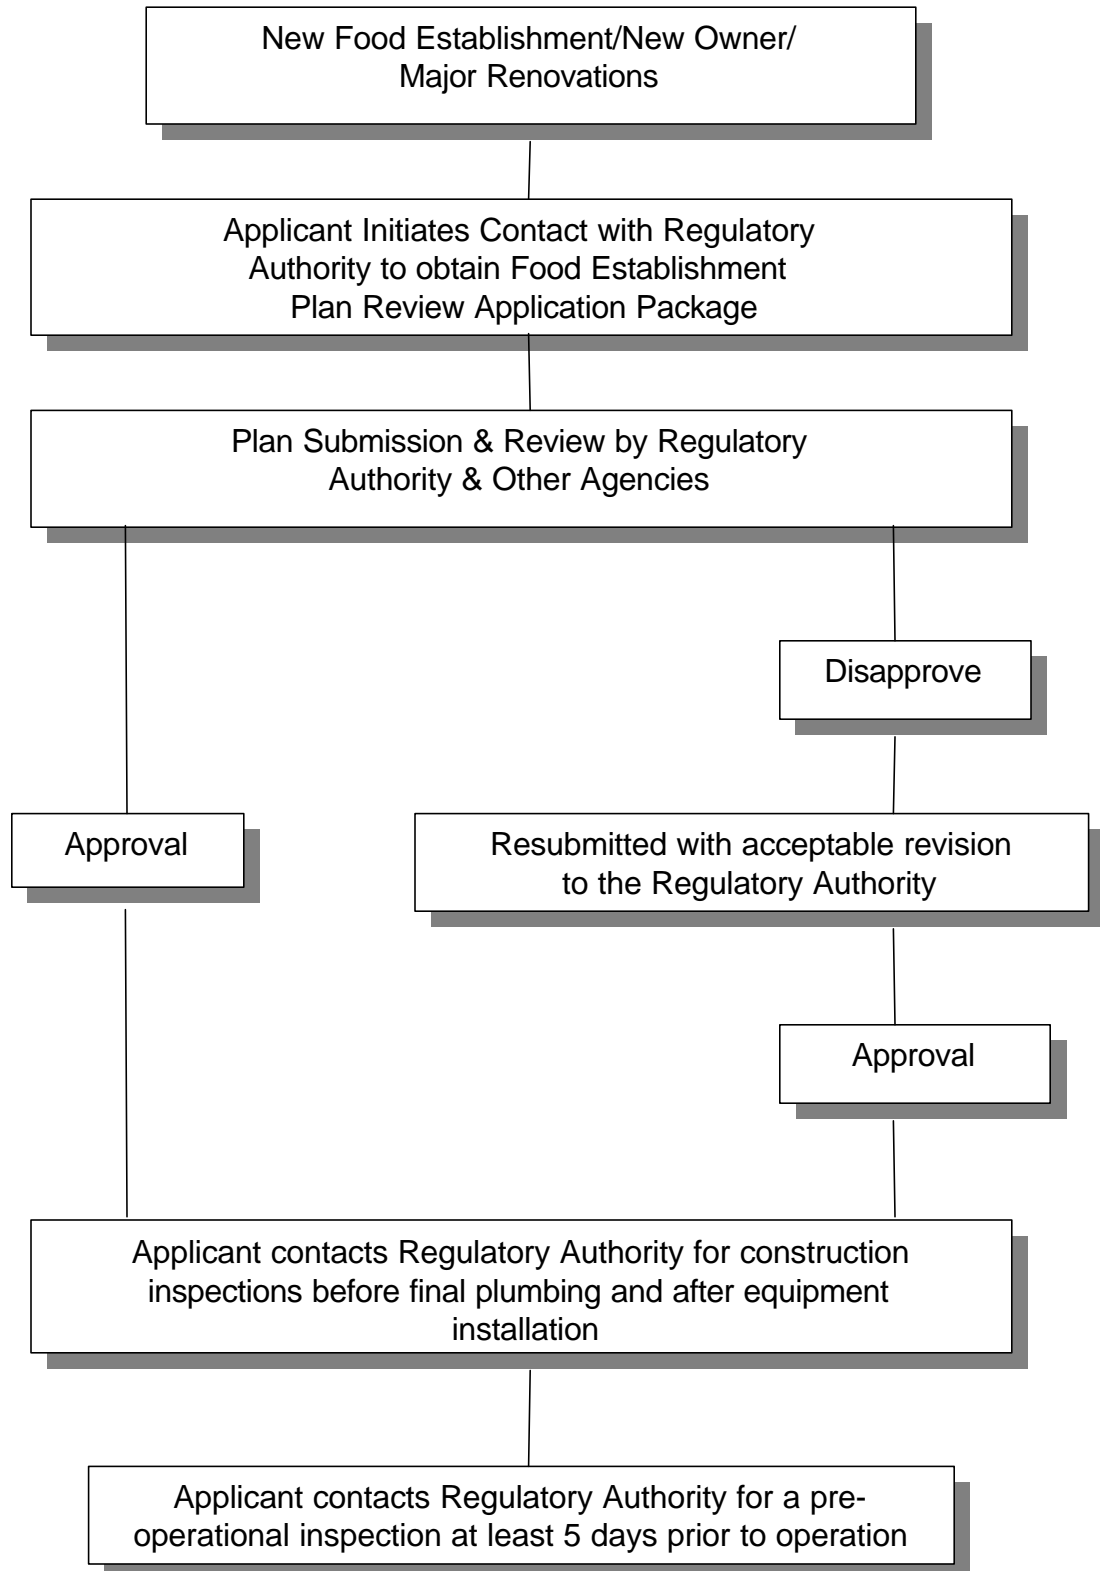 New Food Establishment/New Owner/
Major Renovations
Applicant Initiates Contact with Regulatory
Authority to obtain Food Establishment
Plan Review Application Package
Plan Submission & Review by Regulatory
Authority & Other Agencies
Disapprove
Approval
Resubmitted with acceptable revision
to the Regulatory Authority
Approval
Applicant contacts Regulatory Authority for construction
inspections before final plumbing and after equipment
installation
Applicant contacts Regulatory Authority for a pre-
operational inspection at least 5 days prior to operation